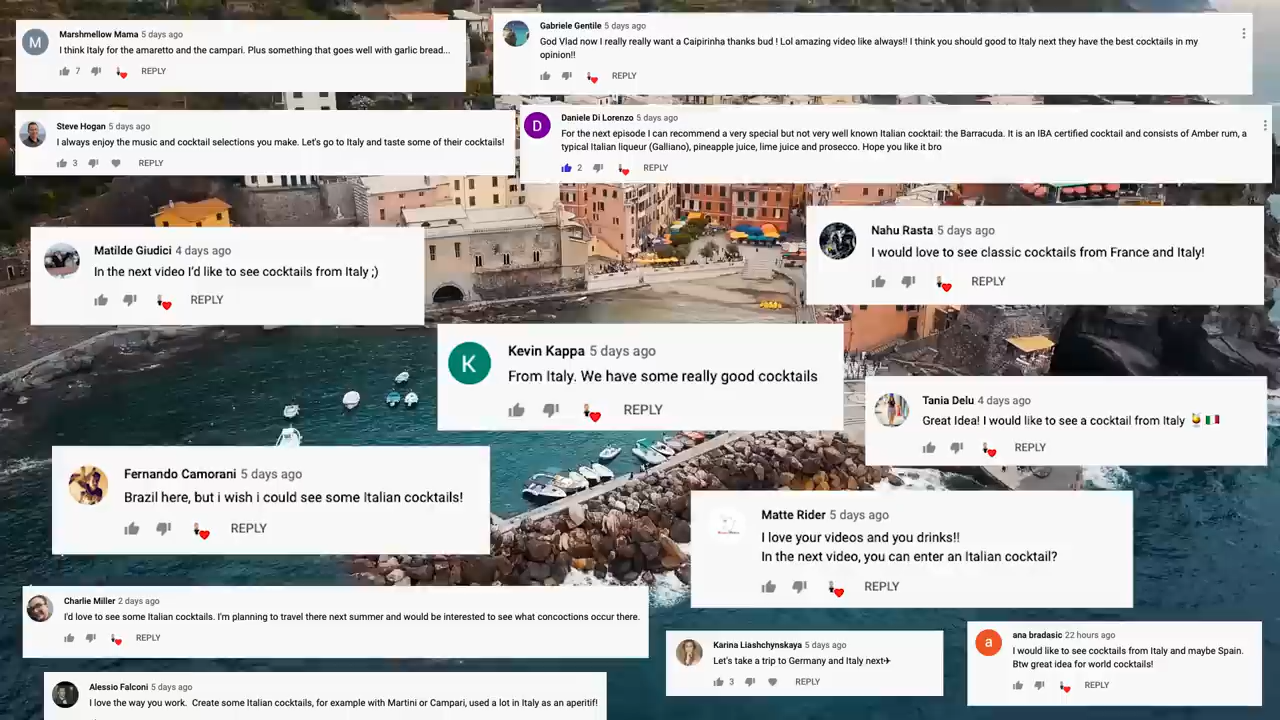 M
Marshmellow Mama 5 days ago
I think Italy for the amaretto and the campari. Plus something that goes well with garlic bread...
7 REPLY
Gabriele Gentile 5 days ago
God Vlad now I really really want a Caipirinha thanks bud ! Lol amazing video like always!! I think you should good to Italy next they have the best cocktails in my
opinion!!
REPLY
Steve Hogan 5 days ago
I always enjoy the music and cocktail selections you make. Let's go to Italy and taste some of their cocktails!
3 REPLY
D
Daniele Di Lorenzo 5 days ago
For the next episode I can recommend a very special but not very well known Italian cocktail: the Barracuda. It is an IBA certified cocktail and consists of Amber rum, a
typical Italian liqueur (Galliano), pineapple juice, lime juice and prosecco. Hope you like it bro
2 REPLY
Matilde Giudici 4 days ago
In the next video I'd like to see cocktails from Italy ;)
REPLY
Nahu Rasta 5 days ago
I would love to see classic cocktails from France and Italy!
REPLY
K
Kevin Kappa 5 days ago
From Italy. We have some really good cocktails
REPLY
Tania Delu 4 days ago
Great Idea! I would like to see a cocktail from Italy 🍹🇮🇹
REPLY
Fernando Camorani 5 days ago
Brazil here, but i wish i could see some Italian cocktails!
REPLY
Matte Rider 5 days ago
I love your videos and you drinks!!
In the next video, you can enter an Italian cocktail?
REPLY
Charlie Miller 2 days ago
I'd love to see some Italian cocktails. I'm planning to travel there next summer and would be interested to see what concoctions occur there.
REPLY
Karina Liashchynskaya 5 days ago
Let's take a trip to Germany and Italy next✈
3 REPLY
a
ana bradasic 22 hours ago
I would like to see cocktails from Italy and maybe Spain.
Btw great idea for world cocktails!
REPLY
Alessio Falconi 5 days ago
I love the way you work. Create some Italian cocktails, for example with Martini or Campari, used a lot in Italy as an aperitif!